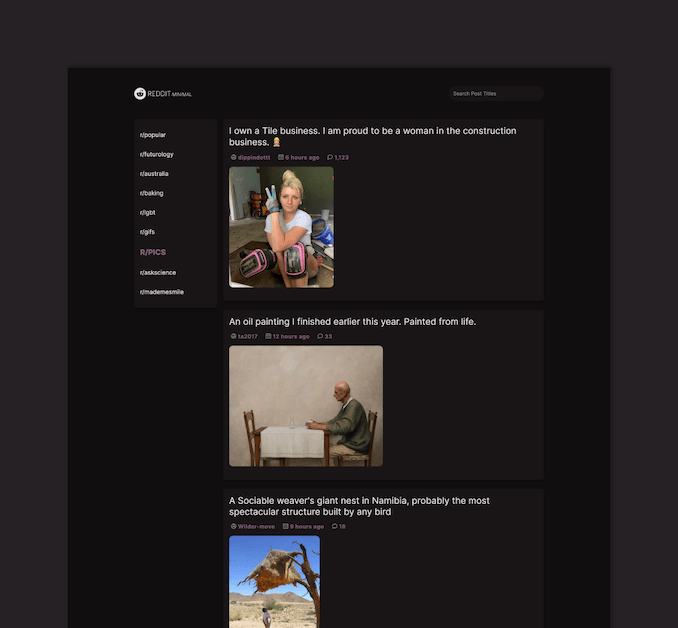 REDDIT MINIMAL
Search Post Titles
r/popular
r/futurology
r/australia
r/baking
r/lgbt
r/gifs
R/PICS
r/askscience
r/mademesmile
I own a Tile business. I am proud to be a woman in the construction
business. 👷🏼‍♀️
dippindottt 6 hours ago 1,123
An oil painting I finished earlier this year. Painted from life.
ta2017 12 hours ago 33
A Sociable weaver's giant nest in Namibia, probably the most
spectacular structure built by any bird
Wilder-move 9 hours ago 18